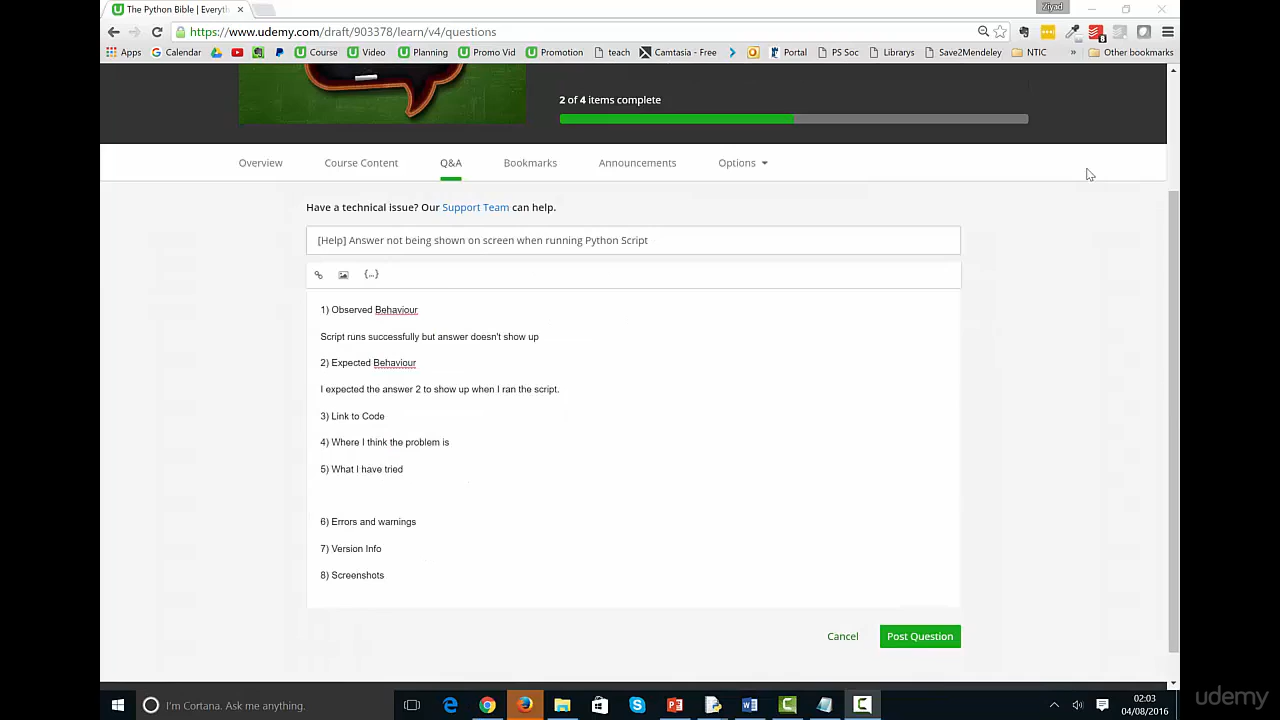 The Python Bible | Everyth
Ziyad
https://www.udemy.com/draft/903378/learn/v4/questions
Apps Calendar Course Video Planning Promo Vid Promotion teach Camtasia - Free Portal FS Soc Library Save2Mendeley NTIC » Other bookmarks
2 of 4 items complete
Overview Course Content Q&A Bookmarks Announcements Options
Have a technical issue? Our Support Team can help.
[Help] Answer not being shown on screen when running Python Script
{...}
1) Observed Behaviour
Script runs successfully but answer doesn't show up
2) Expected Behaviour
I expected the answer 2 to show up when I ran the script.
3) Link to Code
4) Where I think the problem is
5) What I have tried
6) Errors and warnings
7) Version Info
8) Screenshots
Cancel Post Question
I'm Cortana. Ask me anything.
02:03
04/08/2016
udemy